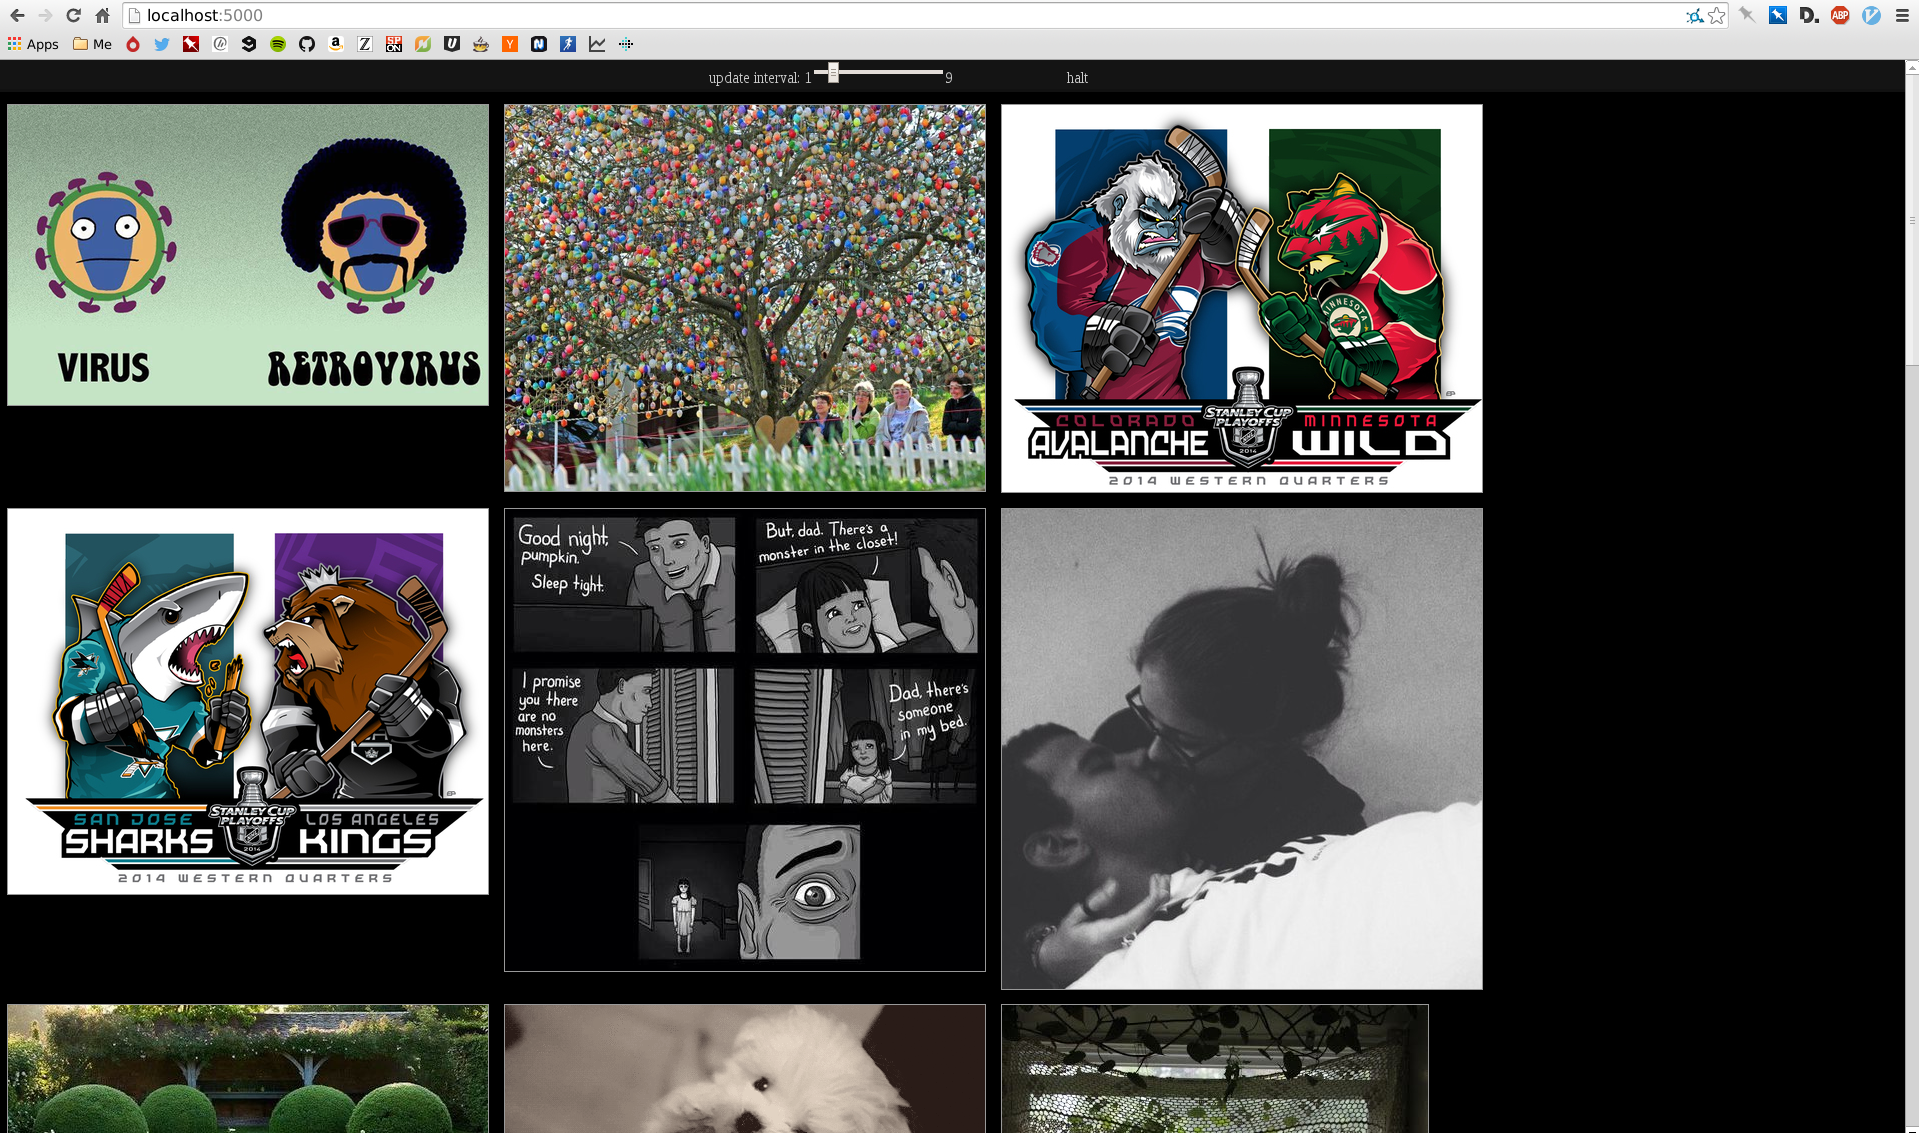 localhost:5000
Apps
Me
update interval: 1
9
halt
VIRUS
RETROVIRUS
MINNESOTA
COLORADO
AVALANCHE
STANLEY CUP
PLAYOFFS
2014
MINNESOTA
WILD
2014 WESTERN QUARTERS
SAN JOSE
SHARKS
STANLEY CUP
PLAYOFFS
2014
LOS ANGELES
KINGS
2014 WESTERN QUARTERS
Good night,
pumpkin.
Sleep tight.
But, dad. There's a
monster in the closet!
I promise
you there
are no
monsters
here.
Dad, there's
someone
in my bed.